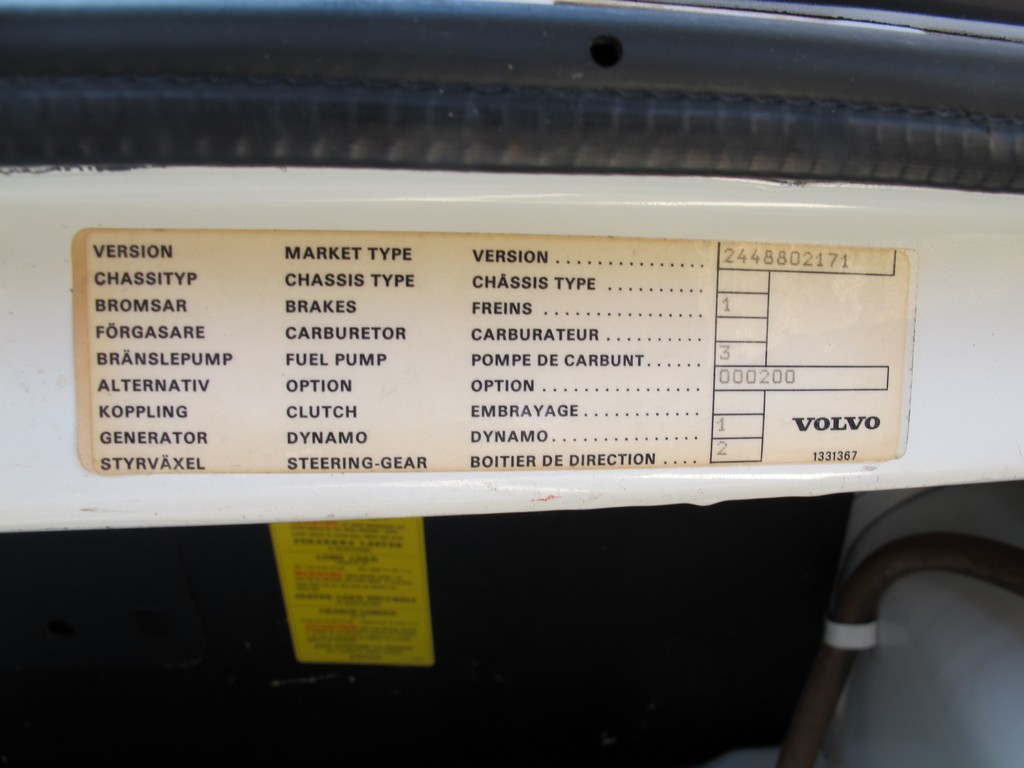 VERSION MARKET TYPE VERSION ............... 2448802171
CHASSITYP CHASSIS TYPE CHÂSSIS TYPE ..........
BROMSAR BRAKES FREINS ................ 1
FÖRGASARE CARBURETOR CARBURATEUR ..........
BRÄNSLEPUMP FUEL PUMP POMPE DE CARBUNT...... 3
ALTERNATIV OPTION OPTION ................ 000200
KOPPLING CLUTCH EMBRAYAGE ............
GENERATOR DYNAMO DYNAMO............... 1
STYRVÄXEL STEERING-GEAR BOITIER DE DIRECTION .... 2
VOLVO
1331367